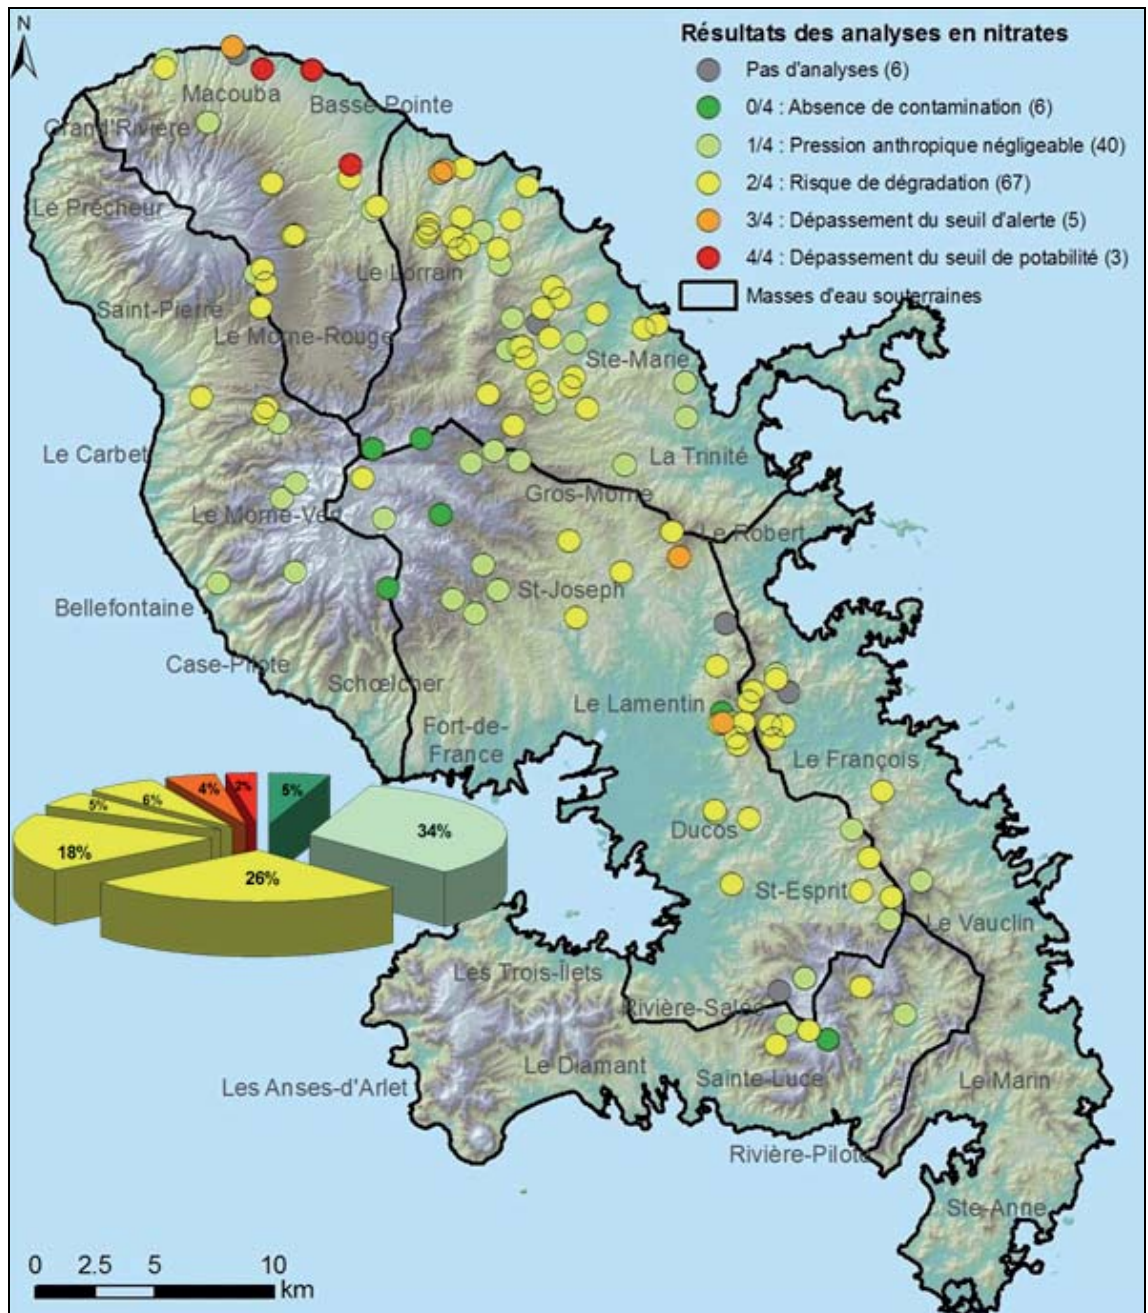 N
Résultats des analyses en nitrates
Pas d'analyses (6)
0/4 : Absence de contamination (6)
1/4 : Pression anthropique négligeable (40)
2/4 : Risque de dégradation (67)
3/4 : Dépassement du seuil d'alerte (5)
4/4 : Dépassement du seuil de potabilité (3)
Masses d'eau souterraines
Macouba
Basse-Pointe
Grand'Rivière
Le Prêcheur
Le Lorrain
Saint-Pierre
Le Morne-Rouge
Ste-Marie
Le Carbet
La Trinité
Gros-Morne
Le Morne-Vert
Le Robert
St-Joseph
Bellefontaine
Case-Pilote
Schœlcher
Le Lamentin
Fort-de-
France
Le François
4%
2%
5%
6%
5%
34%
18%
26%
Ducos
St-Esprit
Le Vauclin
Les Trois-Îlets
Rivière-Salée
Le Diamant
Sainte-Luce
Les Anses-d'Arlet
Le Marin
Rivière-Pilote
Ste-Anne
0 2.5 5 10
km